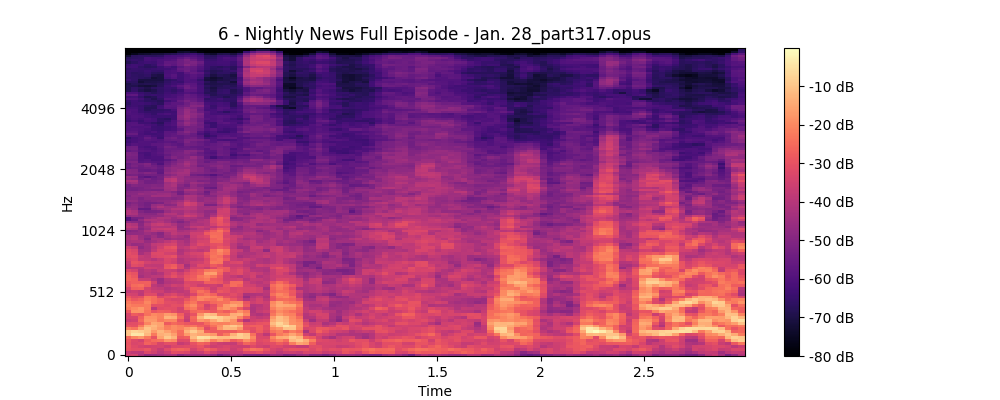 6 - Nightly News Full Episode - Jan. 28_part317.opus
Hz
4096
2048
1024
512
0
0
0.5
1
1.5
2
2.5
Time
-10 dB
-20 dB
-30 dB
-40 dB
-50 dB
-60 dB
-70 dB
-80 dB